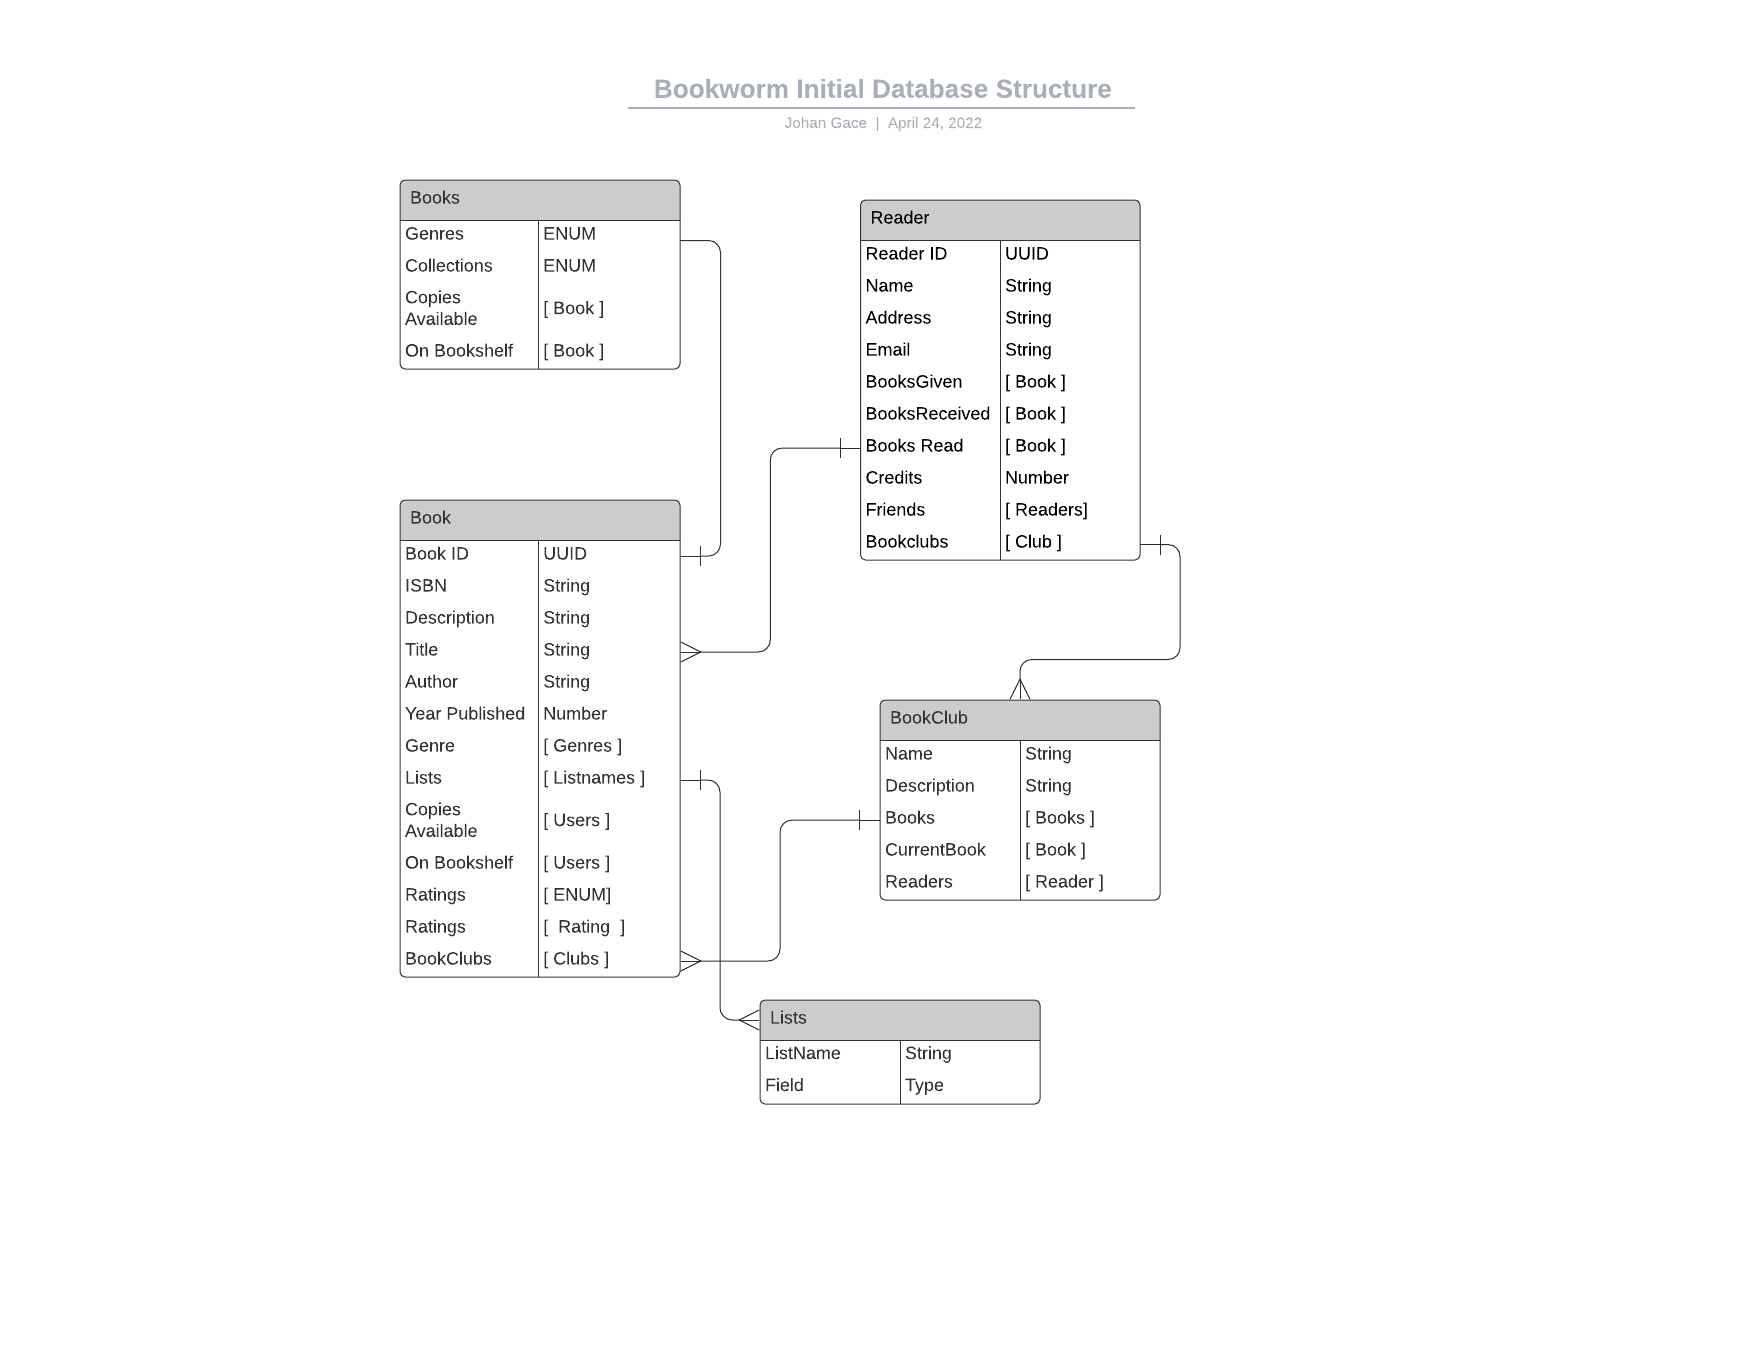 Bookworm Initial Database Structure
Johan Gace | April 24, 2022
Books
Genres ENUM
Collections ENUM
Copies
Available
[ Book ]
On Bookshelf [ Book ]
Reader
Reader ID UUID
Name String
Address String
Email String
BooksGiven [ Book ]
BooksReceived [ Book ]
Books Read [ Book ]
Credits Number
Friends [ Readers]
Bookclubs [ Club ]
Book
Book ID UUID
ISBN String
Description String
Title String
Author String
Year Published Number
Genre [ Genres ]
Lists [ Listnames ]
Copies
Available
[ Users ]
On Bookshelf [ Users ]
Ratings [ ENUM]
Ratings [ Rating ]
BookClubs [ Clubs ]
BookClub
Name String
Description String
Books [ Books ]
CurrentBook [ Book ]
Readers [ Reader ]
Lists
ListName String
Field Type